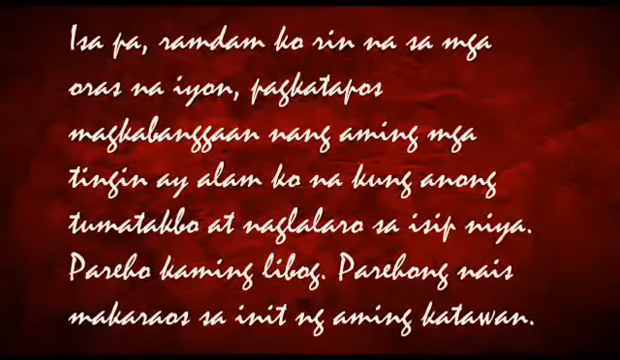 Isa pa, ramdam ko rin na sa mga
oras na iyon, pagkatapos
magkabanggaan nang aming mga
tingin ay alam ko na kung anong
tumatakbo at naglalaro sa isip niya.
Pareho kaming libog. Parehong nais
makaraos sa init ng aming katawan.